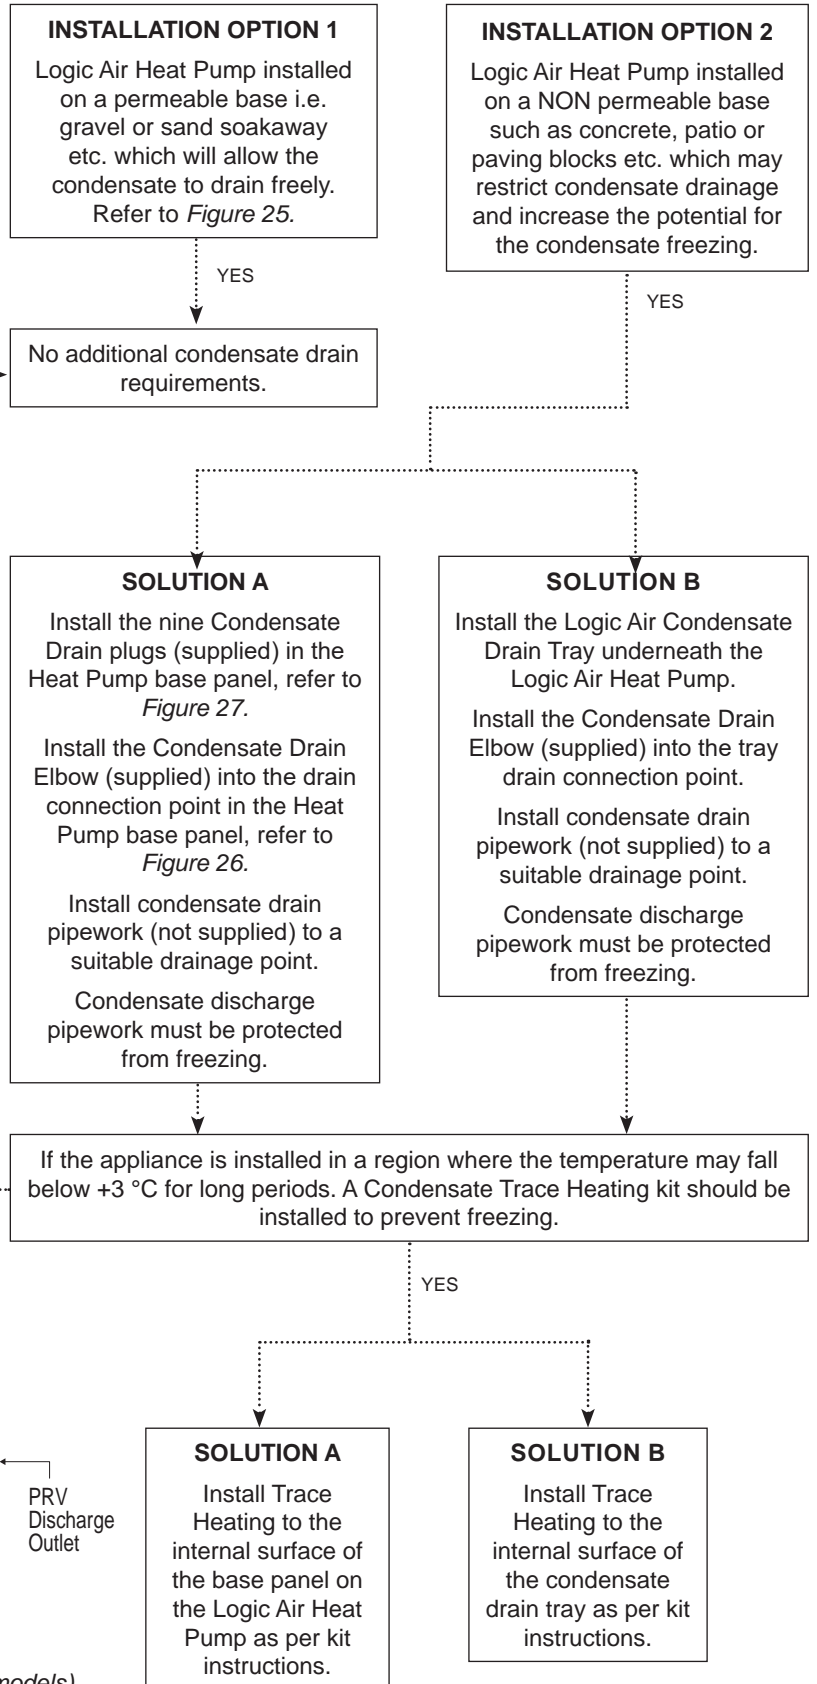 INSTALLATION OPTION 1
Logic Air Heat Pump installed
on a permeable base i.e.
gravel or sand soakaway
etc. which will allow the
condensate to drain freely.
Refer to Figure 25.
INSTALLATION OPTION 2
Logic Air Heat Pump installed
on a NON permeable base
such as concrete, patio or
paving blocks etc. which may
restrict condensate drainage
and increase the potential for
the condensate freezing.
YES
YES
No additional condensate drain
requirements.
SOLUTION A
Install the nine Condensate
Drain plugs (supplied) in the
Heat Pump base panel, refer to
Figure 27.
Install the Condensate Drain
Elbow (supplied) into the drain
connection point in the Heat
Pump base panel, refer to
Figure 26.
Install condensate drain
pipework (not supplied) to a
suitable drainage point.
Condensate discharge
pipework must be protected
from freezing.
SOLUTION B
Install the Logic Air Condensate
Drain Tray underneath the
Logic Air Heat Pump.
Install the Condensate Drain
Elbow (supplied) into the tray
drain connection point.
Install condensate drain
pipework (not supplied) to a
suitable drainage point.
Condensate discharge
pipework must be protected
from freezing.
If the appliance is installed in a region where the temperature may fall
below +3 °C for long periods. A Condensate Trace Heating kit should be
installed to prevent freezing.
YES
PRV
Discharge
Outlet
SOLUTION A
Install Trace
Heating to the
internal surface of
the base panel on
the Logic Air Heat
Pump as per kit
instructions.
SOLUTION B
Install Trace
Heating to the
internal surface of
the condensate
drain tray as per kit
instructions.
models)